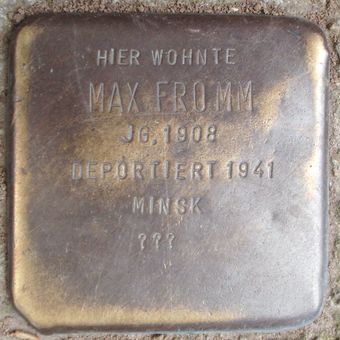 HIER WOHNTE
MAX FROMM
JG. 1908
DEPORTIERT 1941
MINSK
???